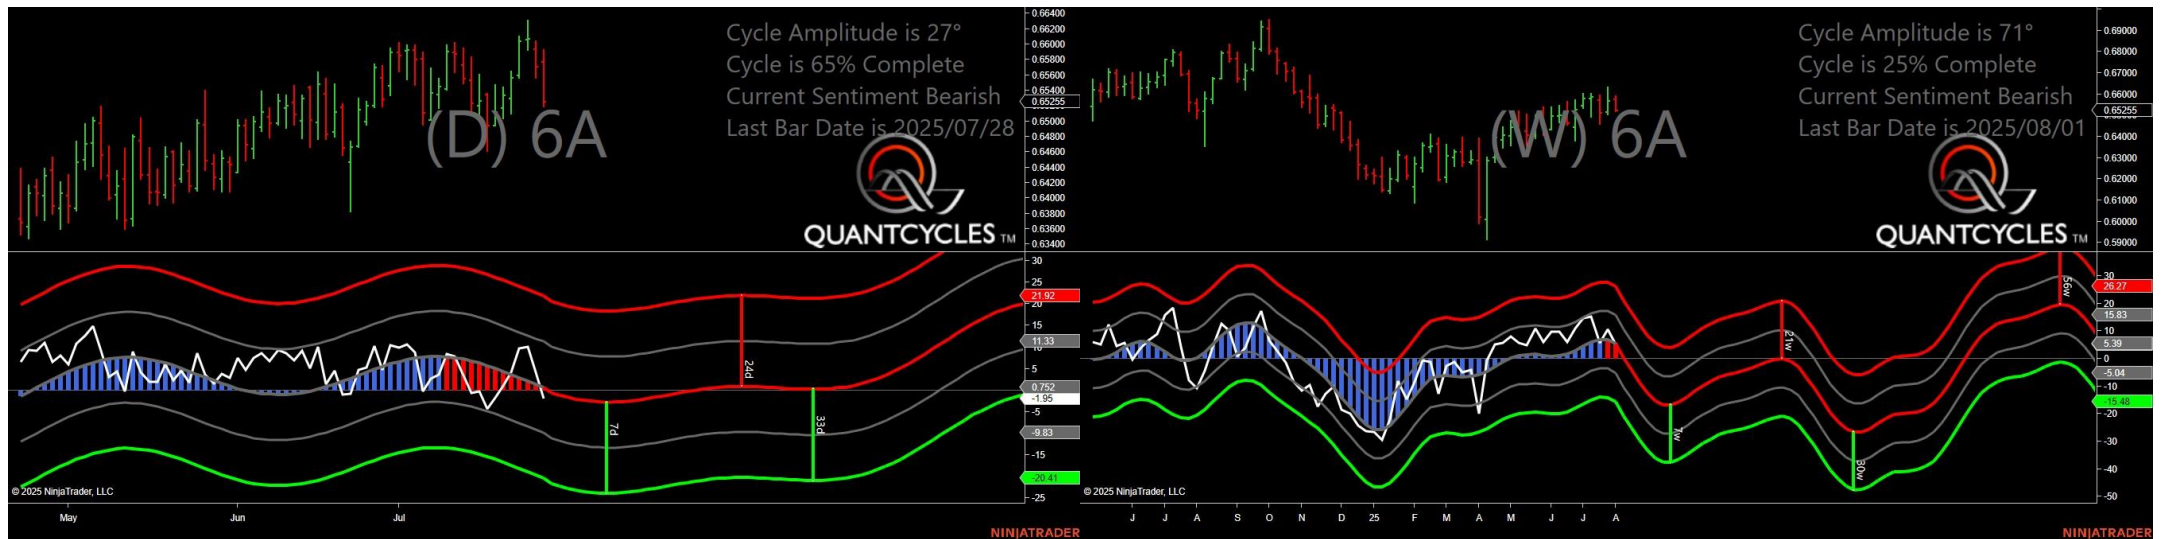 Cycle Amplitude is 27°
Cycle is 65% Complete
Current Sentiment Bearish
Last Bar Date is 2025/07/28
(D) 6A
QUANTCYCLES TM
0.66400
0.66200
0.66000
0.65800
0.65600
0.65400
0.65255
0.65000
0.64800
0.64600
0.64400
0.64200
0.64000
0.63800
0.63600
0.63400
30
25
21.92
20
15
11.33
10
5
0.752
-1.95
-5
-9.83
-15
-20.41
-25
7d
24d
33d
© 2025 NinjaTrader, LLC
May
Jun
Jul
NINJATRADER
Cycle Amplitude is 71°
Cycle is 25% Complete
Current Sentiment Bearish
Last Bar Date is 2025/08/01
(W) 6A
QUANTCYCLES TM
0.69000
0.68000
0.67000
0.66000
0.65255
0.64000
0.63000
0.62000
0.61000
0.60000
0.59000
30
26.27
20
15.83
10
5.39
0
-5.04
-10
-15.48
-20
-30
-40
-50
7w
21w
30w
56w
© 2025 NinjaTrader, LLC
J J A S O N D 25 F M A M J J A
NINJATRADER